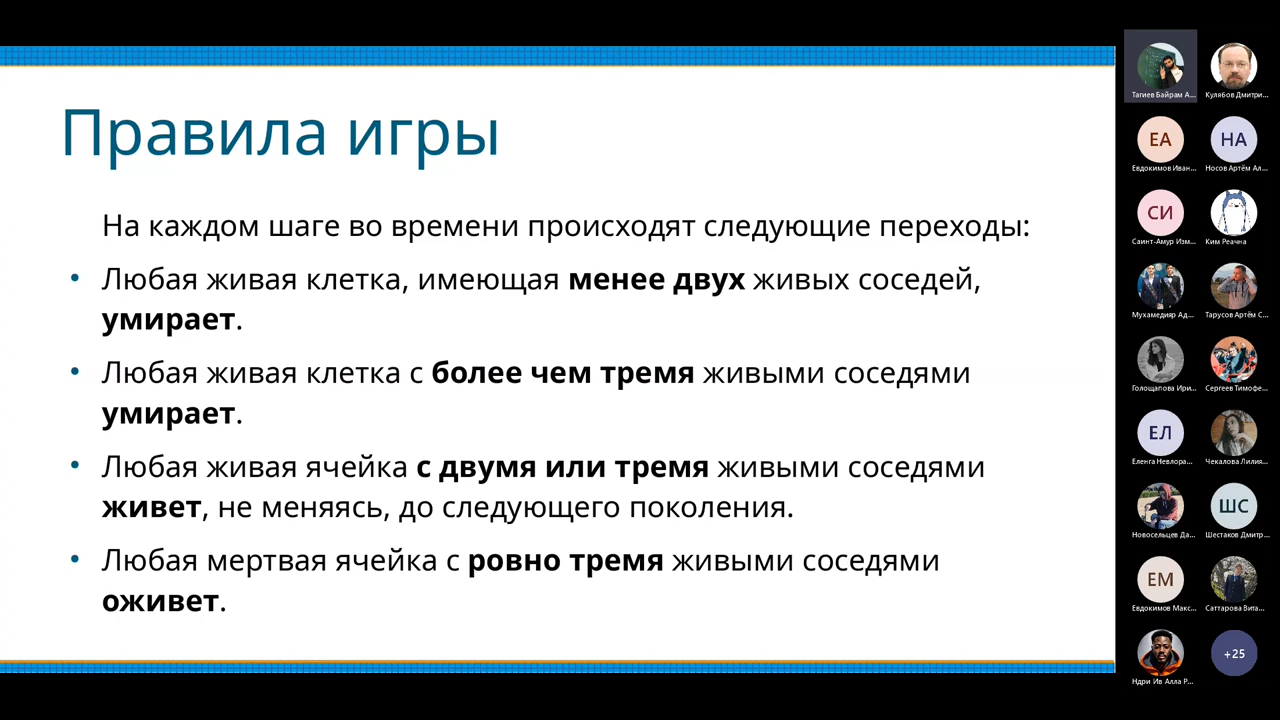 Правила игры
На каждом шаге во времени происходят следующие переходы:
• Любая живая клетка, имеющая менее двух живых соседей,
умирает.
• Любая живая клетка с более чем тремя живыми соседями
умирает.
• Любая живая ячейка с двумя или тремя живыми соседями
живет, не меняясь, до следующего поколения.
• Любая мертвая ячейка с ровно тремя живыми соседями
оживет.
Тагиев Байрам А...
Кулябов Дмитри...
ЕА
Евдокимов Иван...
НА
Носов Артём Ал...
СИ
Саинт-Амур Изм...
Ким Реачна
Мухамедияр Ад...
Тарусов Артём С...
Голощапова Ири...
Сергеев Тимофе...
ЕЛ
Еленга Невлора...
Чекалова Лилия...
Новосельцев Да...
ШС
Шестаков Дмитр...
ЕМ
Евдокимов Макс...
Саттарова Вита...
Ндри Ив Алла Р...
+25